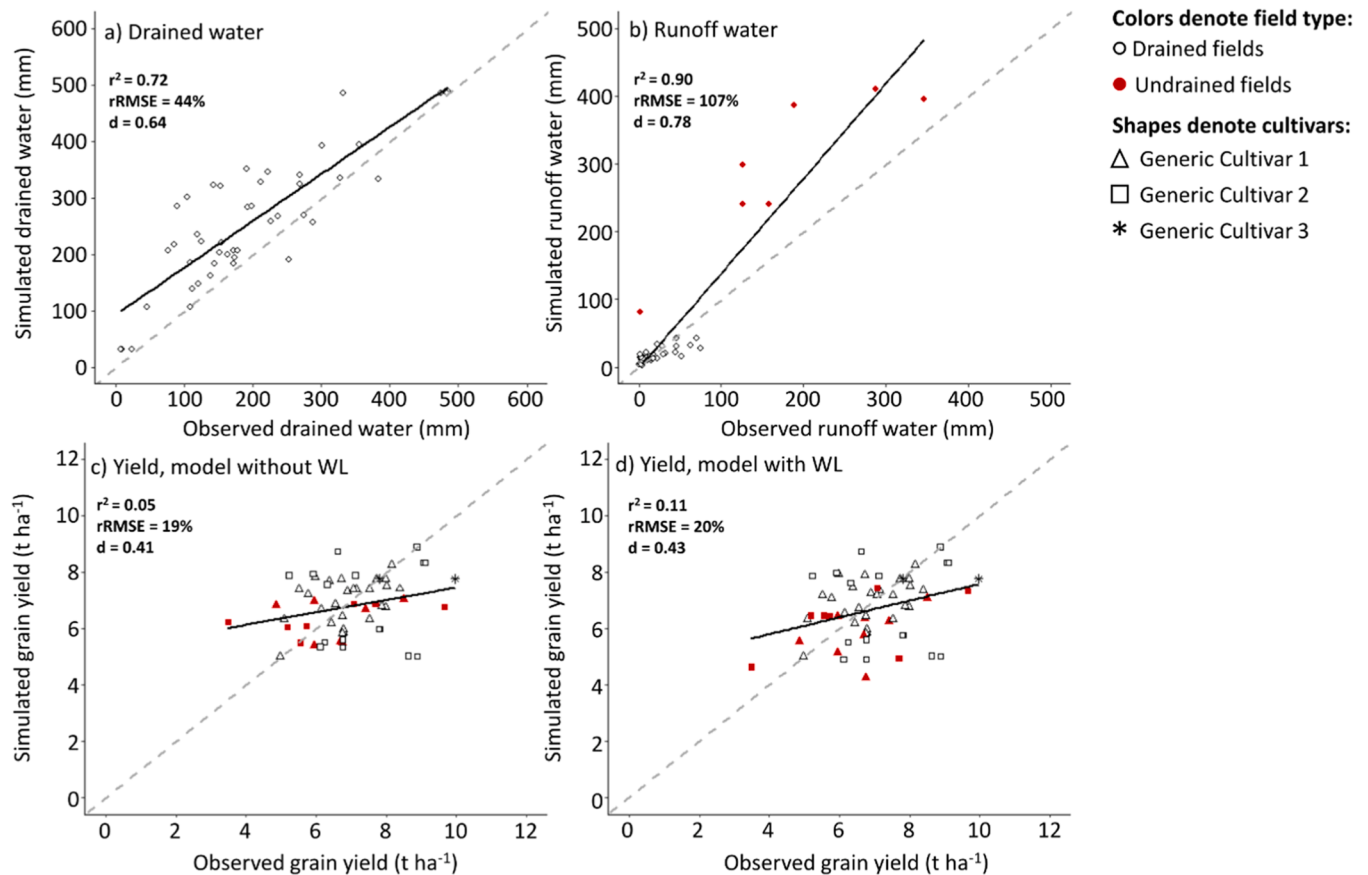 a) Drained water
r² = 0.72
rRMSE = 44%
d = 0.64
Simulated drained water (mm)
600
500
400
300
200
100
0
0 100 200 300 400 500 600
Observed drained water (mm)
b) Runoff water
r² = 0.90
rRMSE = 107%
d = 0.78
Simulated runoff water (mm)
500
400
300
200
100
0
0 100 200 300 400 500
Observed runoff water (mm)
Colors denote field type:
Drained fields
Undrained fields
Shapes denote cultivars:
Generic Cultivar 1
Generic Cultivar 2
Generic Cultivar 3
c) Yield, model without WL
r² = 0.05
rRMSE = 19%
d = 0.41
Simulated grain yield (t ha⁻¹)
12
10
8
6
4
2
0
0 2 4 6 8 10 12
Observed grain yield (t ha⁻¹)
d) Yield, model with WL
r² = 0.11
rRMSE = 20%
d = 0.43
Simulated grain yield (t ha⁻¹)
12
10
8
6
4
2
0
0 2 4 6 8 10 12
Observed grain yield (t ha⁻¹)